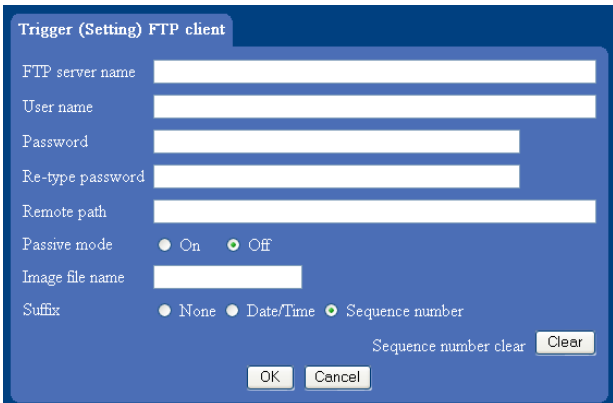 Trigger (Setting) FTP client
FTP server name
User name
Password
Re-type password
Remote path
Passive mode On Off
Image file name
Suffix None Date/Time Sequence number
Sequence number clear Clear
OK Cancel